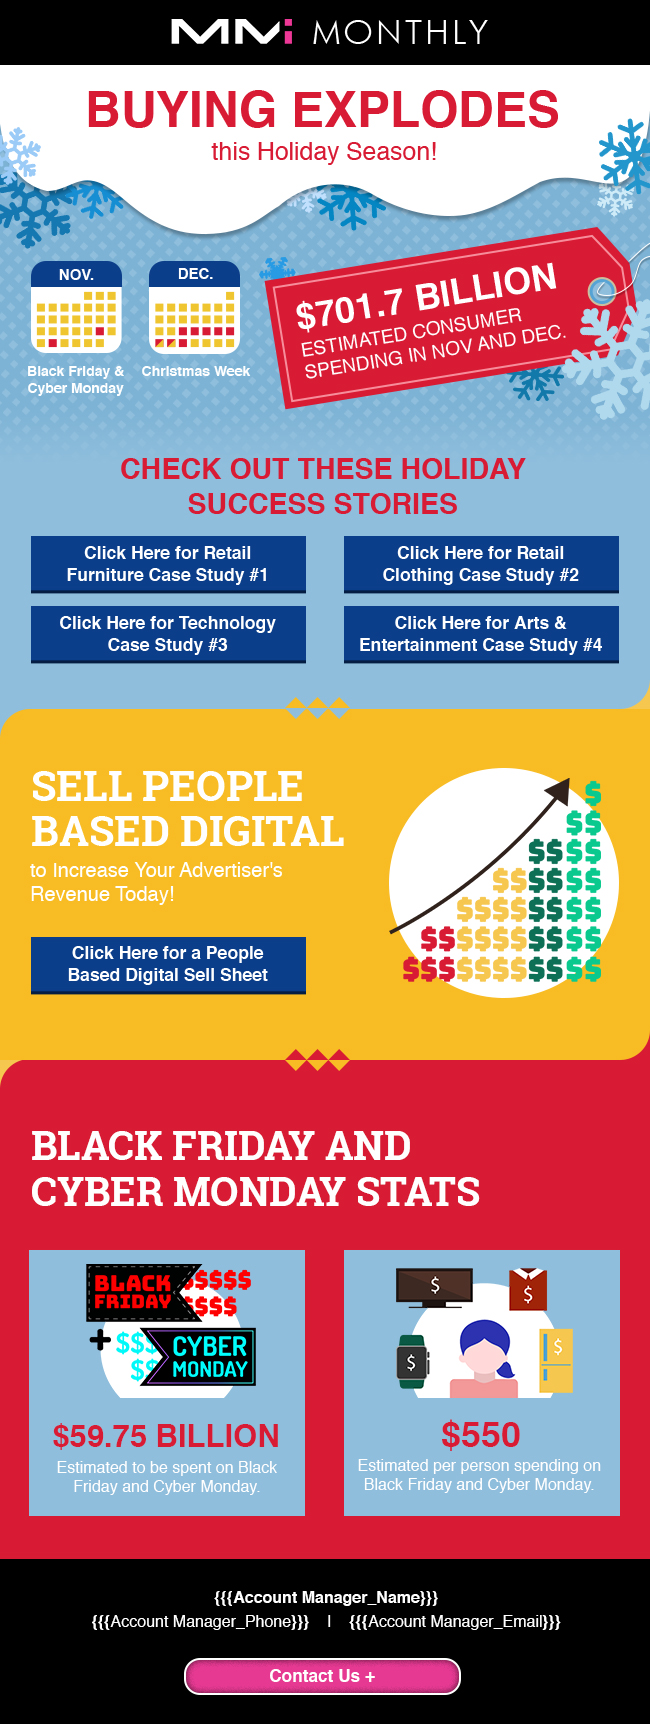 MMi MONTHLY
BUYING EXPLODES
this Holiday Season!
NOV.
DEC.
Black Friday &
Cyber Monday
Christmas Week
$701.7 BILLION
ESTIMATED CONSUMER
SPENDING IN NOV AND DEC.
CHECK OUT THESE HOLIDAY
SUCCESS STORIES
Click Here for Retail
Furniture Case Study #1
Click Here for Retail
Clothing Case Study #2
Click Here for Technology
Case Study #3
Click Here for Arts &
Entertainment Case Study #4
SELL PEOPLE
BASED DIGITAL
to Increase Your Advertiser's
Revenue Today!
Click Here for a People
Based Digital Sell Sheet
$
$$
$$$$
$$$$$$
$$$$$$$$
$$$$$$$$$$
$$$$$$$$$$$
BLACK FRIDAY AND
CYBER MONDAY STATS
BLACK
FRIDAY
$$$$$
$$$$
+
$$$
$$
CYBER
MONDAY
$59.75 BILLION
Estimated to be spent on Black
Friday and Cyber Monday.
$
$
$
$
$550
Estimated per person spending on
Black Friday and Cyber Monday.
{{{Account Manager_Name}}}
{{{Account Manager_Phone}}} | {{{Account Manager_Email}}}
Contact Us +